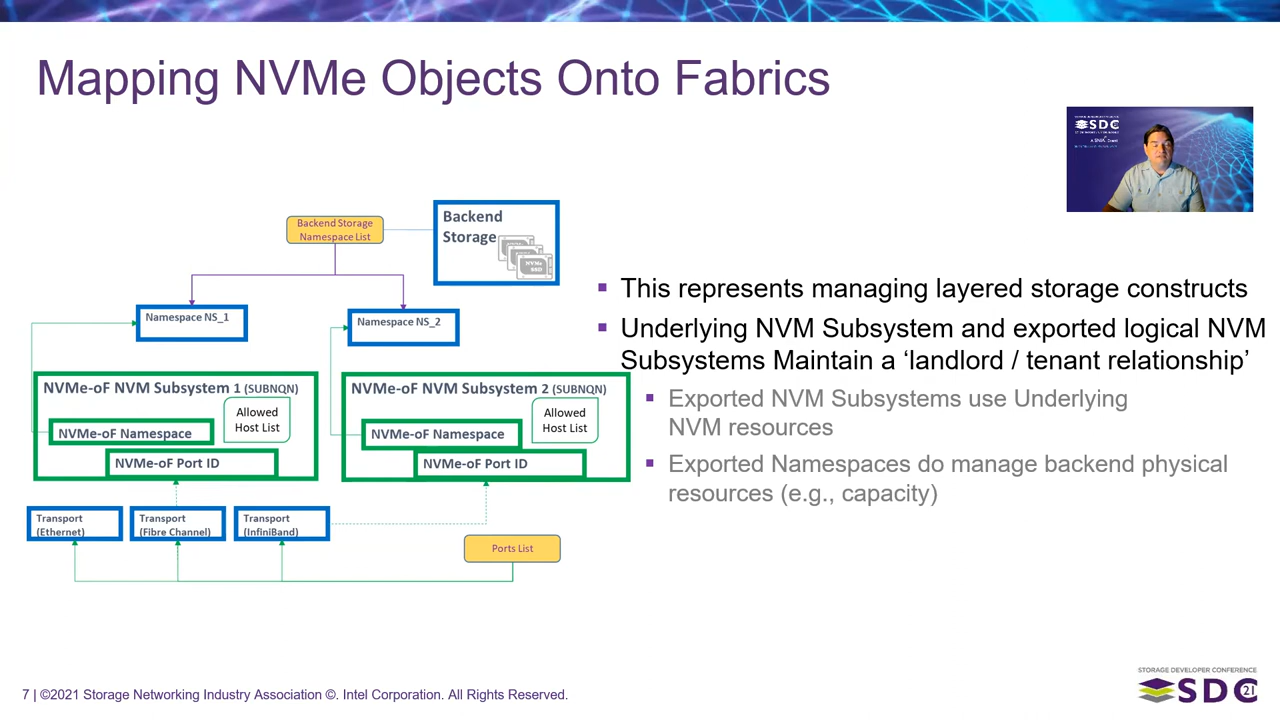 Mapping NVMe Objects Onto Fabrics
SDC
Backend Storage
Namespace List
Backend
Storage
NVMe
SSD
Namespace NS_1
Namespace NS_2
NVMe-oF NVM Subsystem 1 (SUBNQN)
Allowed
Host List
NVMe-oF Namespace
NVMe-oF Port ID
NVMe-oF NVM Subsystem 2 (SUBNQN)
Allowed
Host List
NVMe-oF Namespace
NVMe-oF Port ID
Transport
(Ethernet)
Transport
(Fibre Channel)
Transport
(InfiniBand)
Ports List
This represents managing layered storage constructs
Underlying NVM Subsystem and exported logical NVM
Subsystems Maintain a ‘landlord / tenant relationship’
Exported NVM Subsystems use Underlying
NVM resources
Exported Namespaces do manage backend physical
resources (e.g., capacity)
7 | ©2021 Storage Networking Industry Association ©. Intel Corporation. All Rights Reserved.
STORAGE DEVELOPER CONFERENCE
SDC 21